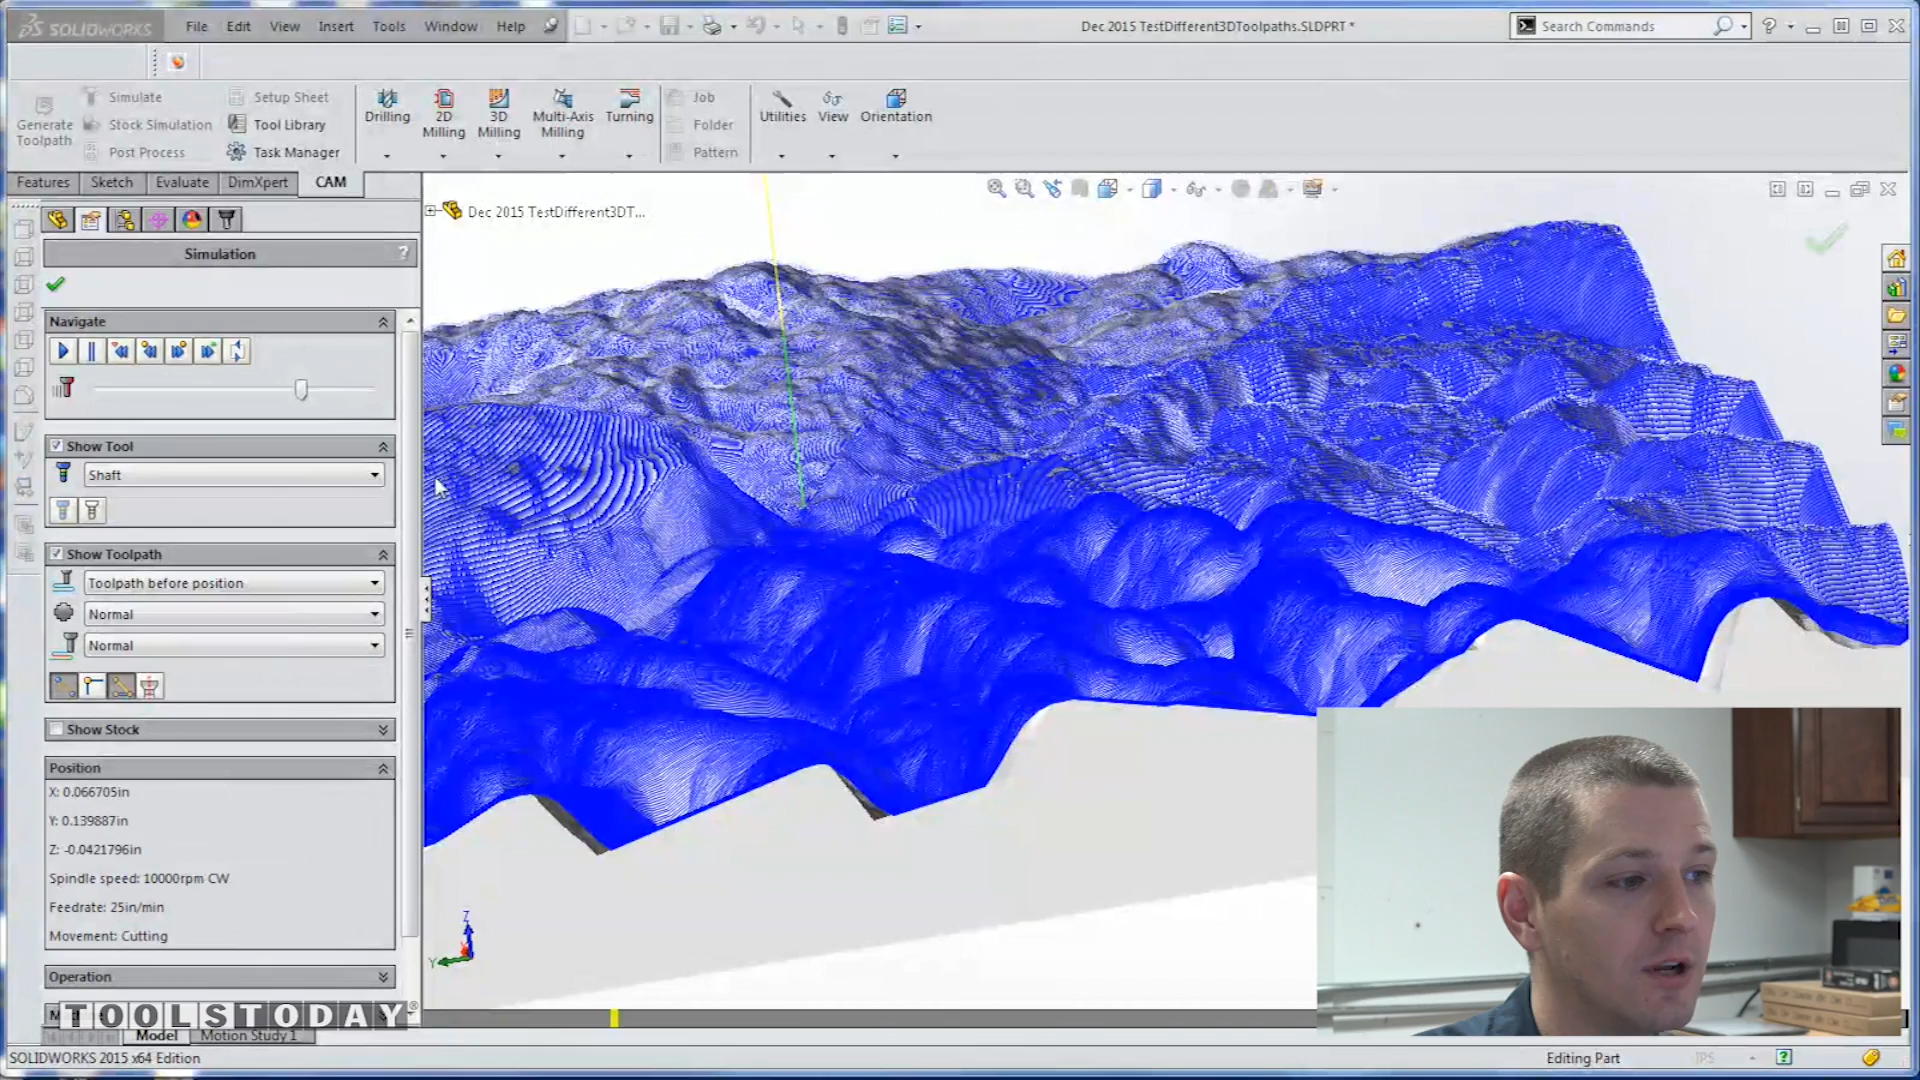 SOLIDWORKS
File Edit View Insert Tools Window Help
Dec 2015 TestDifferent3DToolpaths.SLDPRT *
Search Commands
?
Generate Toolpath
Simulate
Stock Simulation
Post Process
Setup Sheet
Tool Library
Task Manager
Drilling
2D Milling
3D Milling
Multi-Axis Milling
Turning
Job
Folder
Pattern
Utilities
View
Orientation
Features Sketch Evaluate DimXpert CAM
Dec 2015 TestDifferent3DT...
Simulation ?
Navigate
Show Tool
Shaft
Show Toolpath
Toolpath before position
Normal
Normal
Show Stock
Position
X: 0.066705in
Y: 0.139887in
Z: -0.0421796in
Spindle speed: 10000rpm CW
Feedrate: 25in/min
Movement: Cutting
Operation
TOOLSTODAY®
Model Motion Study 1
Z
Y
SOLIDWORKS 2015 x64 Edition
Editing Part
IPS
?